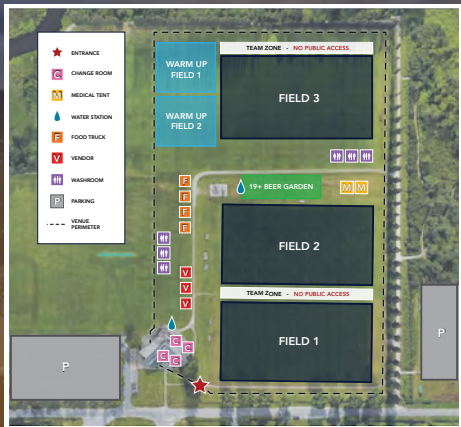 ENTRANCE
C CHANGE ROOM
M MEDICAL TENT
WATER STATION
F FOOD TRUCK
V VENDOR
WASHROOM
P PARKING
VENUE
PERIMETER
WARM UP
FIELD 1
WARM UP
FIELD 2
TEAM ZONE - NO PUBLIC ACCESS
FIELD 3
F
F
F
F
19+ BEER GARDEN
M M
FIELD 2
V
V
V
TEAM ZONE - NO PUBLIC ACCESS
FIELD 1
C
C
C
C
P
P